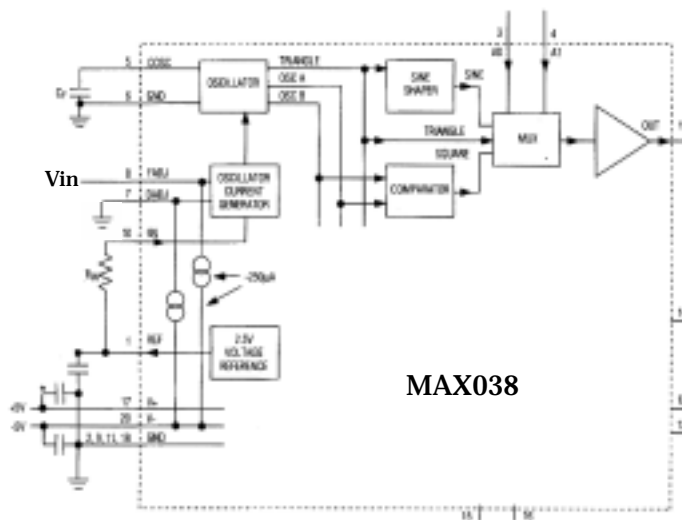 3 4
A0 A1
5 COSC
OSCILLATOR
TRIANGLE
OSC A
OSC B
SINE
SHAPER
SINE
CF
6 GND
TRIANGLE
MUX
OUT
SQUARE
COMPARATOR
Vin
8 FADJ
7 DADJ
OSCILLATOR
CURRENT
GENERATOR
10 IIN
-250µA
1 REF
2.5V
VOLTAGE
REFERENCE
MAX038
17 V+
20 V-
2, 9, 11, 18 GND